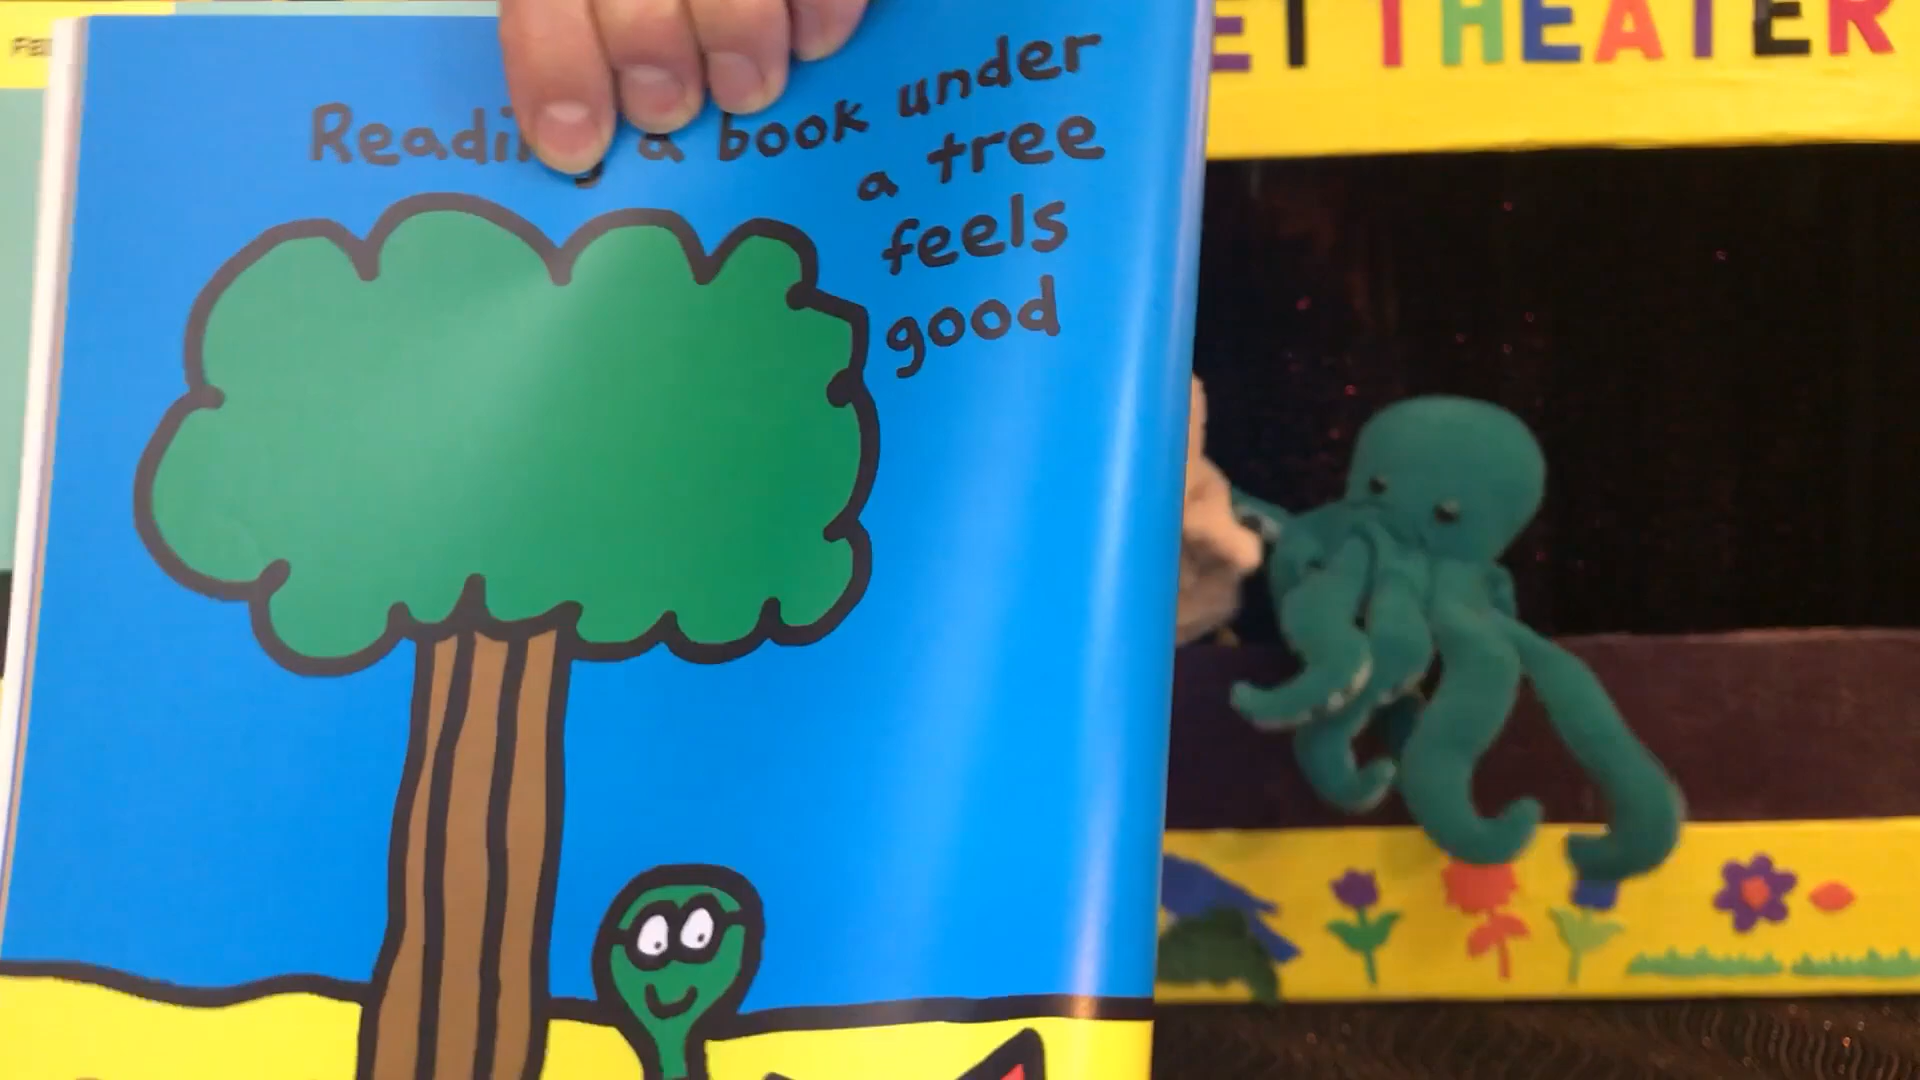 Reading a book under
a tree
feels
good
ET THEATER